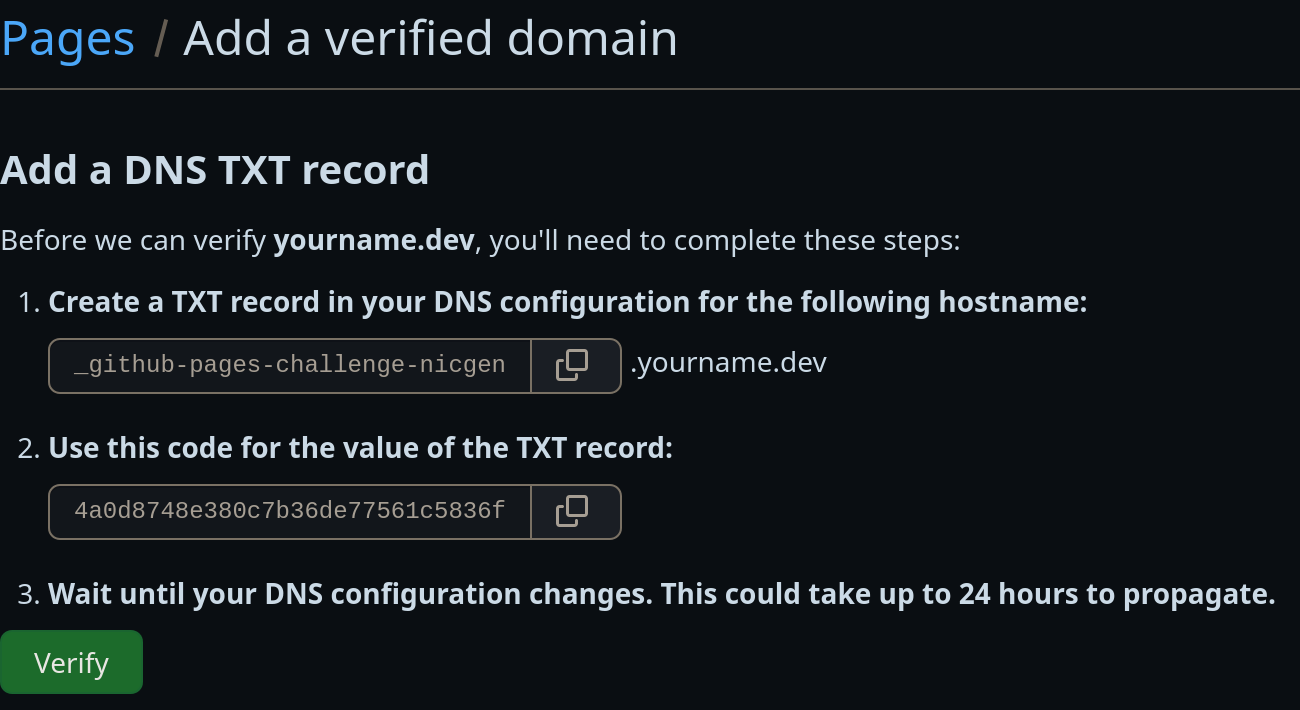 Pages / Add a verified domain
Add a DNS TXT record
Before we can verify yourname.dev, you'll need to complete these steps:
1. Create a TXT record in your DNS configuration for the following hostname:
_github-pages-challenge-nicgen .yourname.dev
2. Use this code for the value of the TXT record:
4a0d8748e380c7b36de77561c5836f
3. Wait until your DNS configuration changes. This could take up to 24 hours to propagate.
Verify